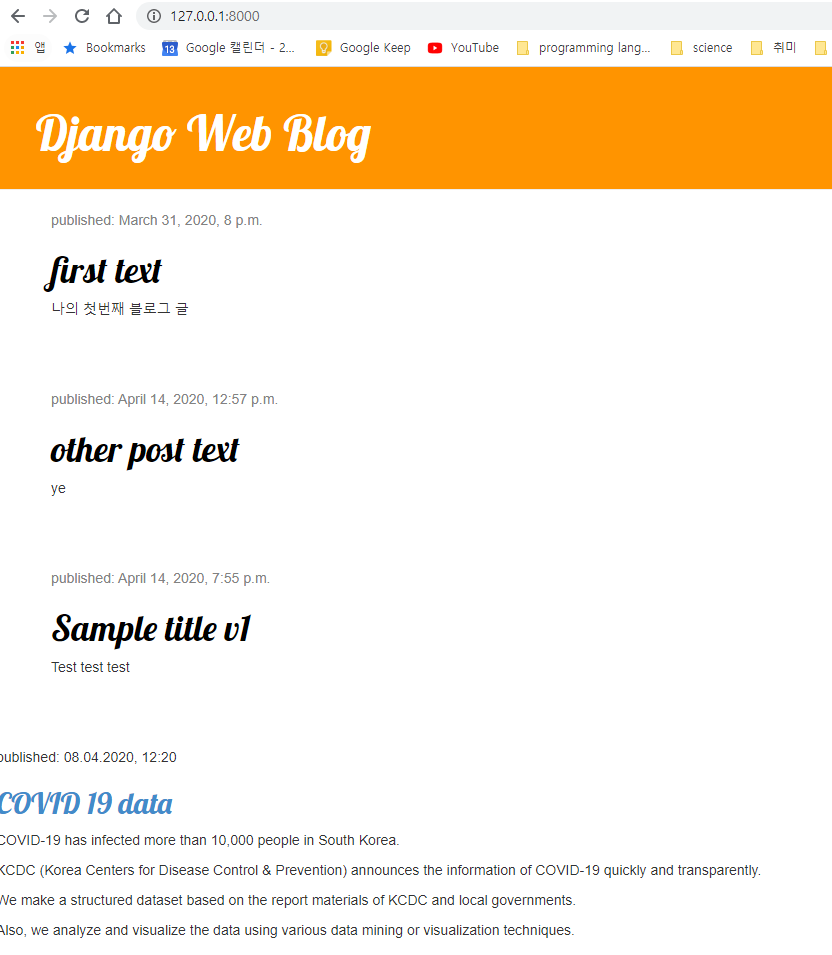 127.0.0.1:8000
앱 Bookmarks 13 Google 캘린더 - 2... Google Keep YouTube programming lang... science 취미
Django Web Blog
published: March 31, 2020, 8 p.m.
first text
나의 첫번째 블로그 글
published: April 14, 2020, 12:57 p.m.
other post text
ye
published: April 14, 2020, 7:55 p.m.
Sample title v1
Test test test
published: 08.04.2020, 12:20
COVID 19 data
COVID-19 has infected more than 10,000 people in South Korea.
KCDC (Korea Centers for Disease Control & Prevention) announces the information of COVID-19 quickly and transparently.
We make a structured dataset based on the report materials of KCDC and local governments.
Also, we analyze and visualize the data using various data mining or visualization techniques.